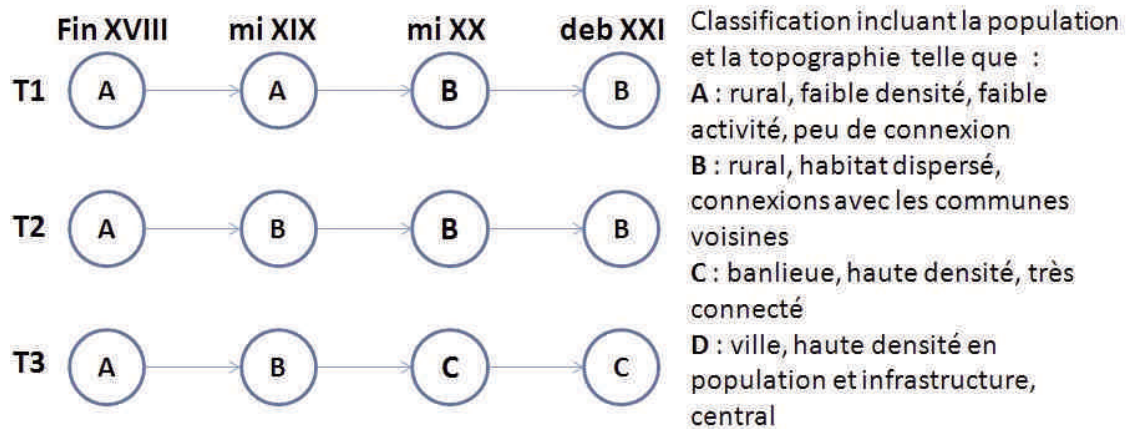 Fin XVIII mi XIX mi XX deb XXI
T1 A A B B
T2 A B B B
T3 A B C C
Classification incluant la population
et la topographie telle que :
A : rural, faible densité, faible
activité, peu de connexion
B : rural, habitat dispersé,
connexions avec les communes
voisines
C : banlieue, haute densité, très
connecté
D : ville, haute densité en
population et infrastructure,
central